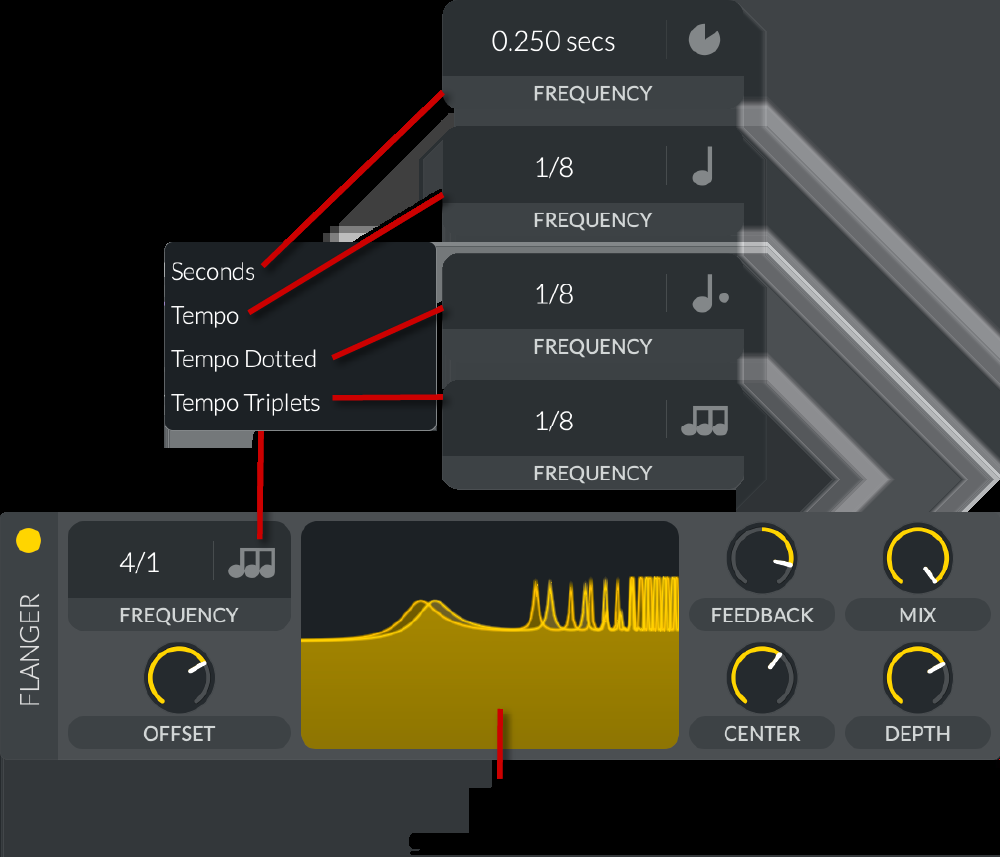 0.250 secs
FREQUENCY
1/8
FREQUENCY
Seconds
Tempo
Tempo Dotted
Tempo Triplets
1/8
FREQUENCY
1/8
FREQUENCY
FLANGER
4/1
FREQUENCY
OFFSET
FEEDBACK
MIX
CENTER
DEPTH